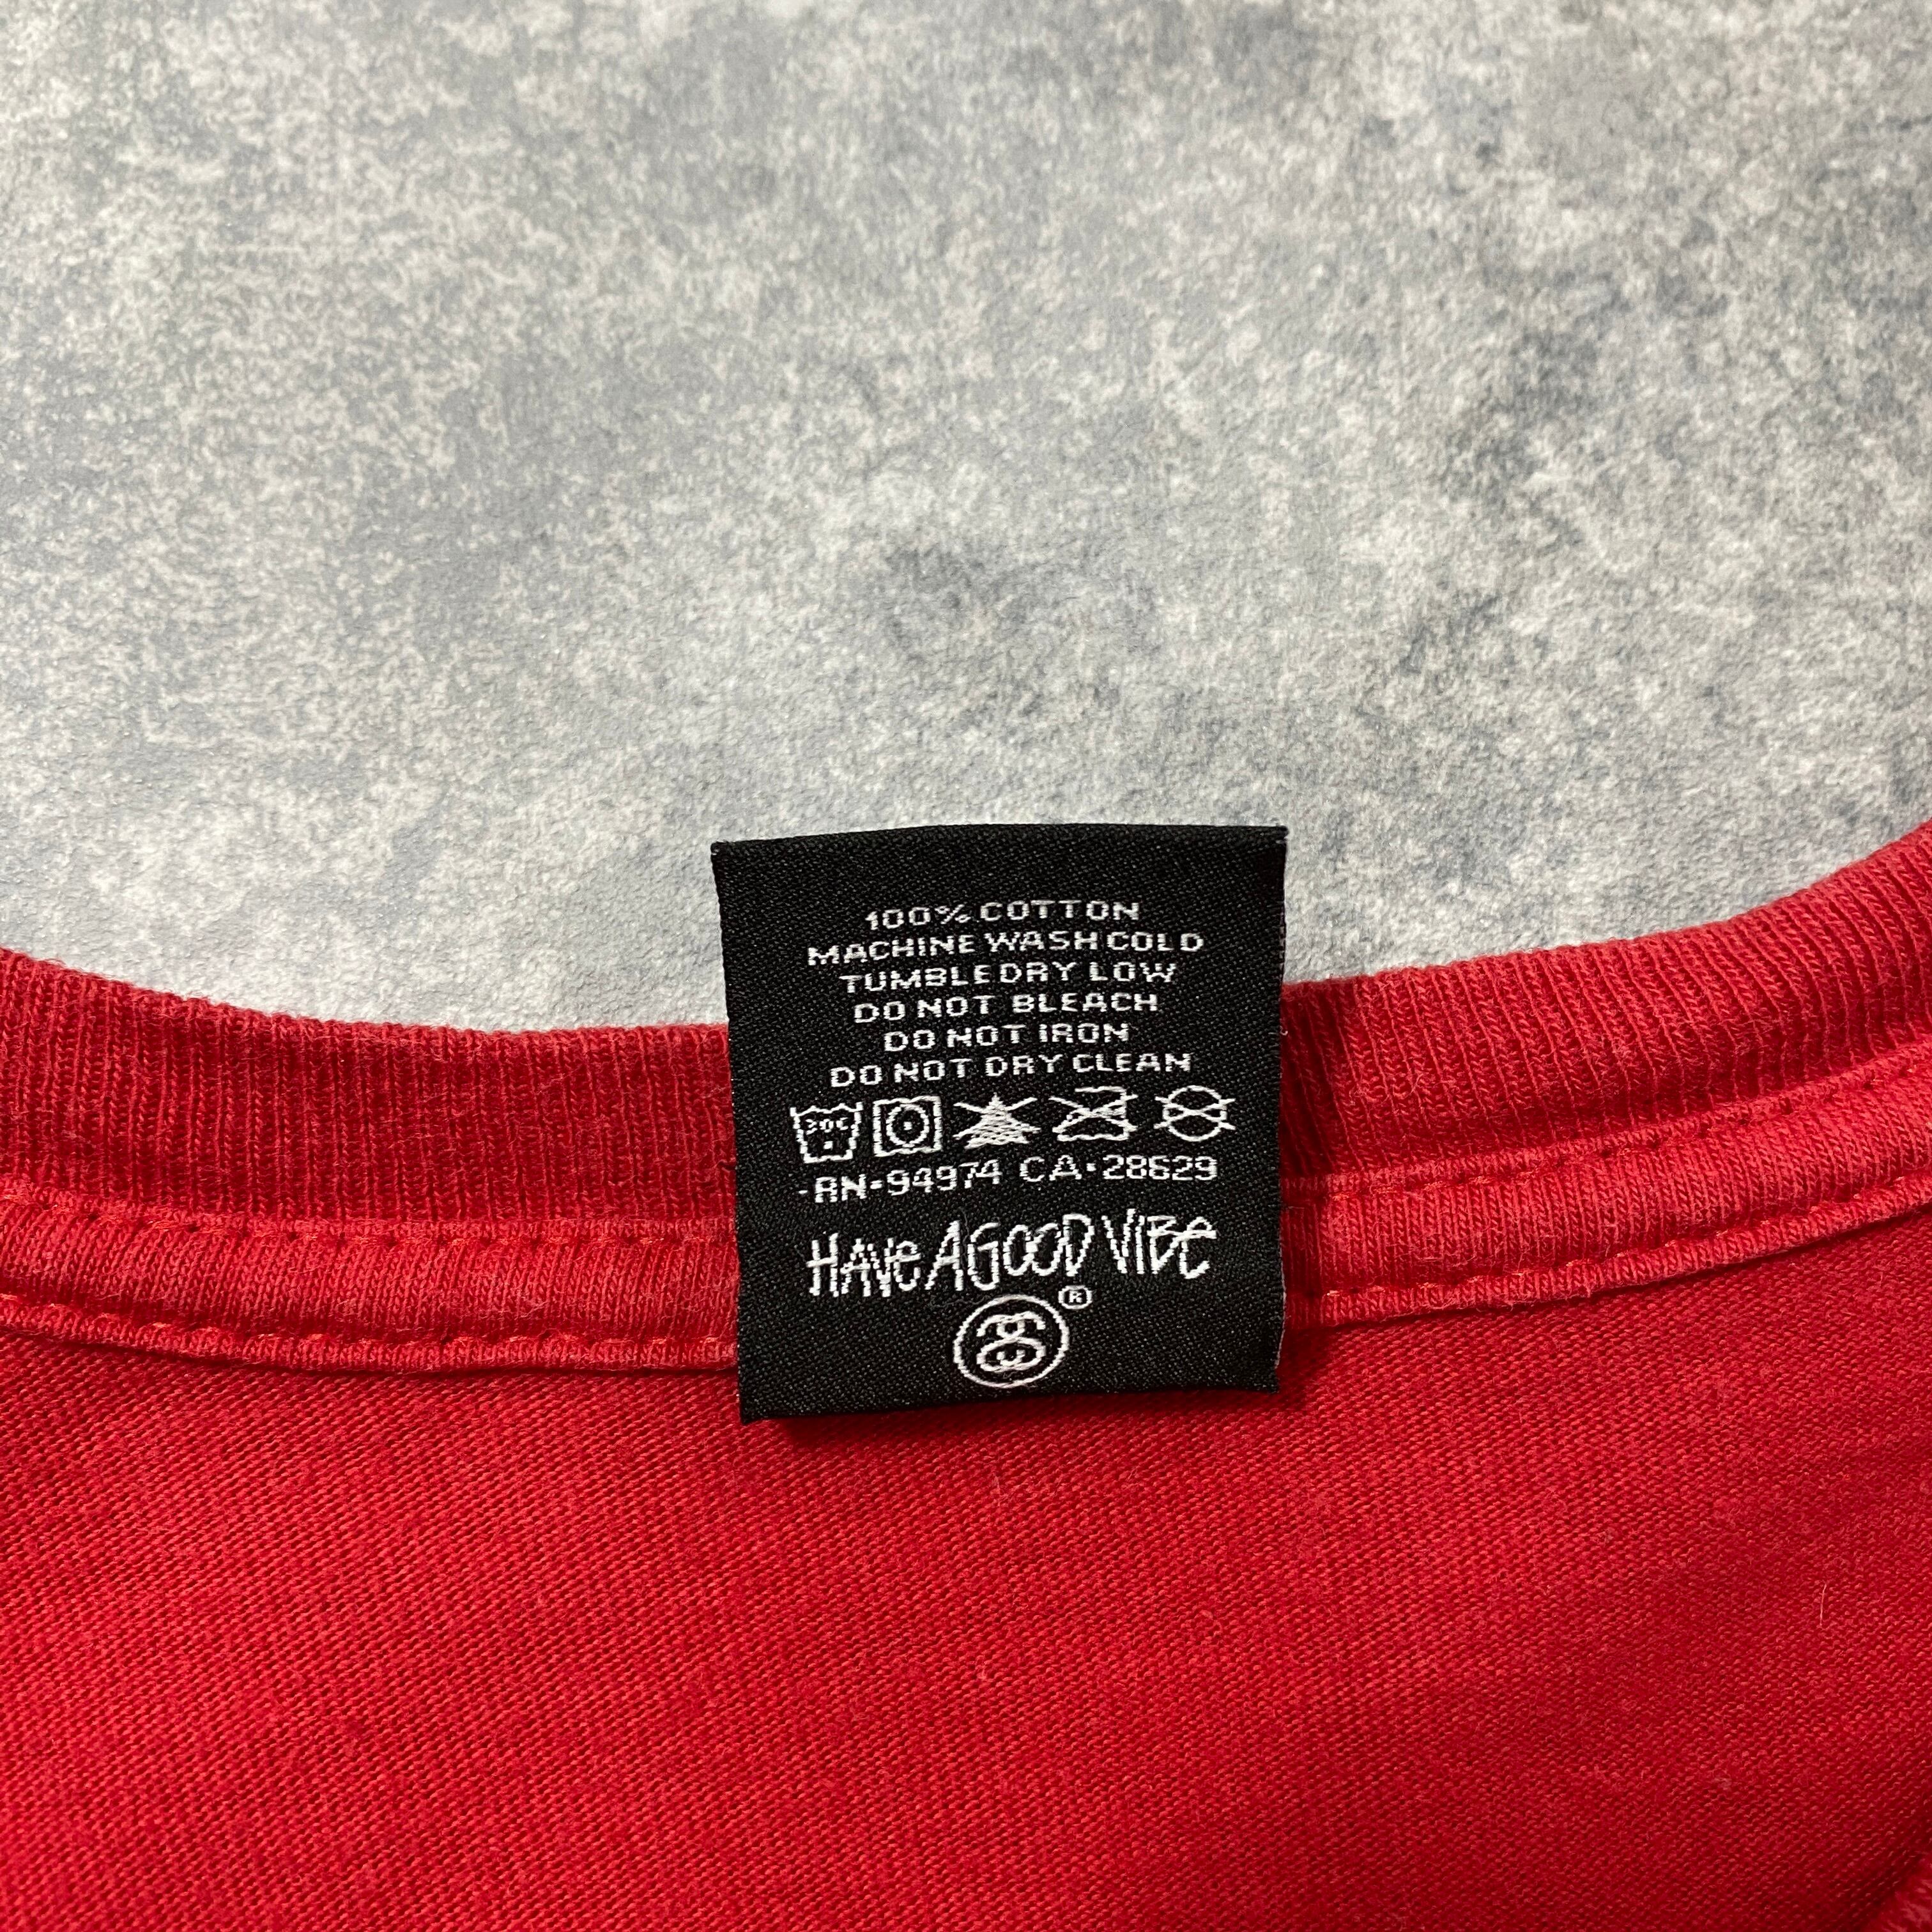 100% COTTON
MACHINE WASH COLD
TUMBLE DRY LOW
DO NOT BLEACH
DO NOT IRON
DO NOT DRY CLEAN
30C
-RN-94974 CA-28629
HAVE A GOOD VIBE
®